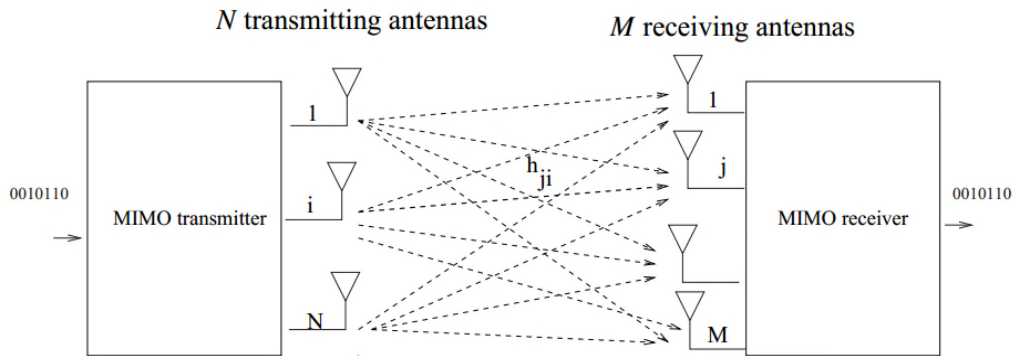 N transmitting antennas
M receiving antennas
1
1
h ji
j
0010110
MIMO transmitter
i
MIMO receiver
0010110
N
M